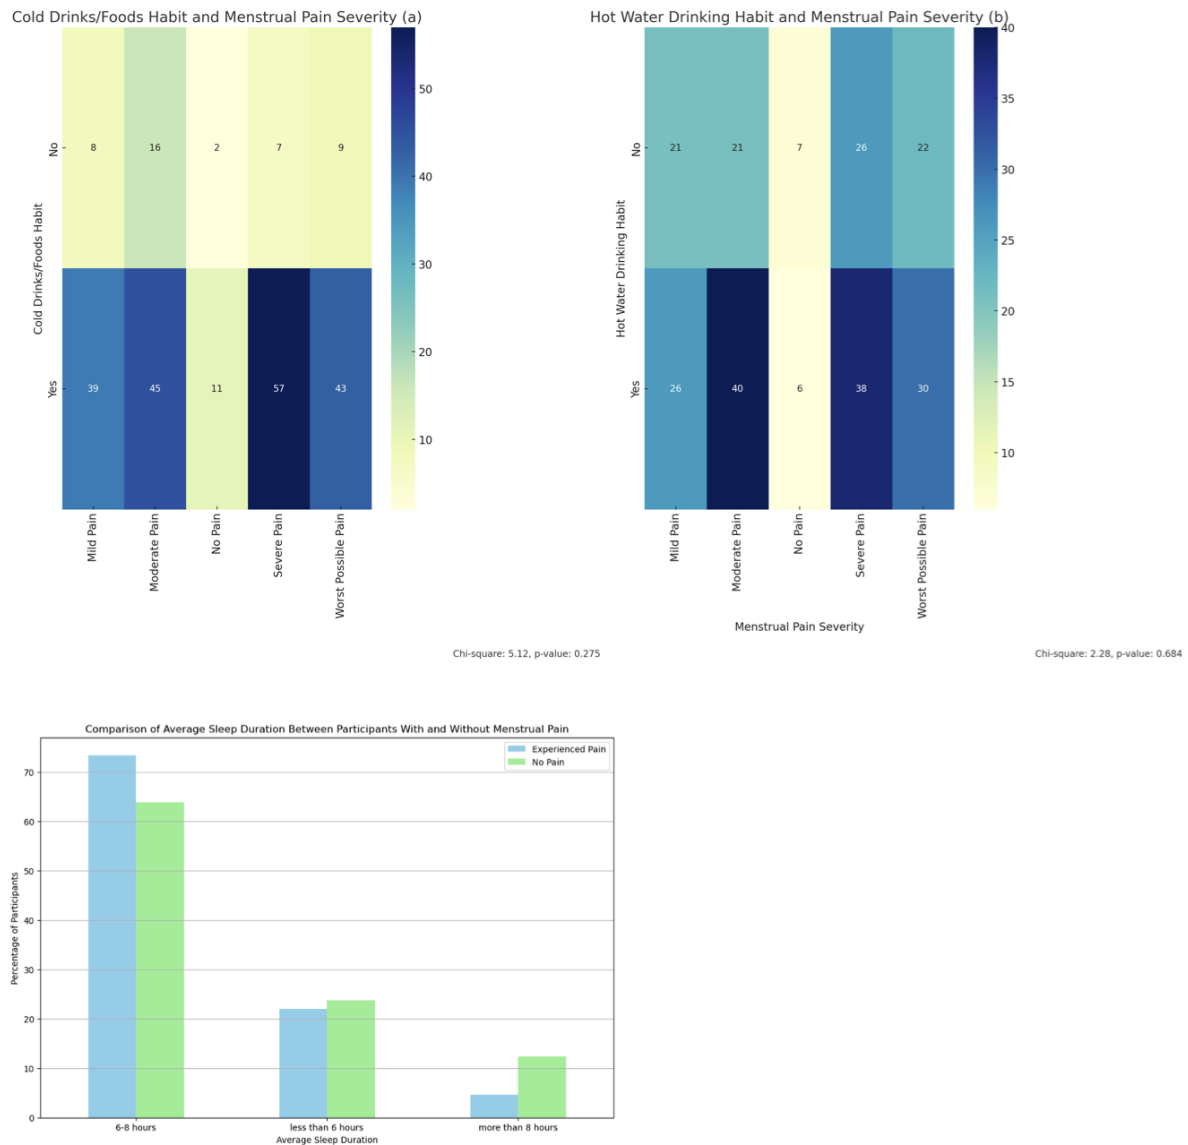 Cold Drinks/Foods Habit and Menstrual Pain Severity (a)
Cold Drinks/Foods Habit
No
8 16 2 7 9
Yes
39 45 11 57 43
50
40
30
20
10
Mild Pain
Moderate Pain
No Pain
Severe Pain
Worst Possible Pain
Chi-square: 5.12, p-value: 0.275
Hot Water Drinking Habit and Menstrual Pain Severity (b)
Hot Water Drinking Habit
No
21 21 7 26 22
Yes
26 40 6 38 30
40
35
30
25
20
15
10
Mild Pain
Moderate Pain
No Pain
Severe Pain
Worst Possible Pain
Menstrual Pain Severity
Chi-square: 2.28, p-value: 0.684
Comparison of Average Sleep Duration Between Participants With and Without Menstrual Pain
Experienced Pain
No Pain
Percentage of Participants
70
60
50
40
30
20
10
0
6-8 hours
less than 6 hours
more than 8 hours
Average Sleep Duration